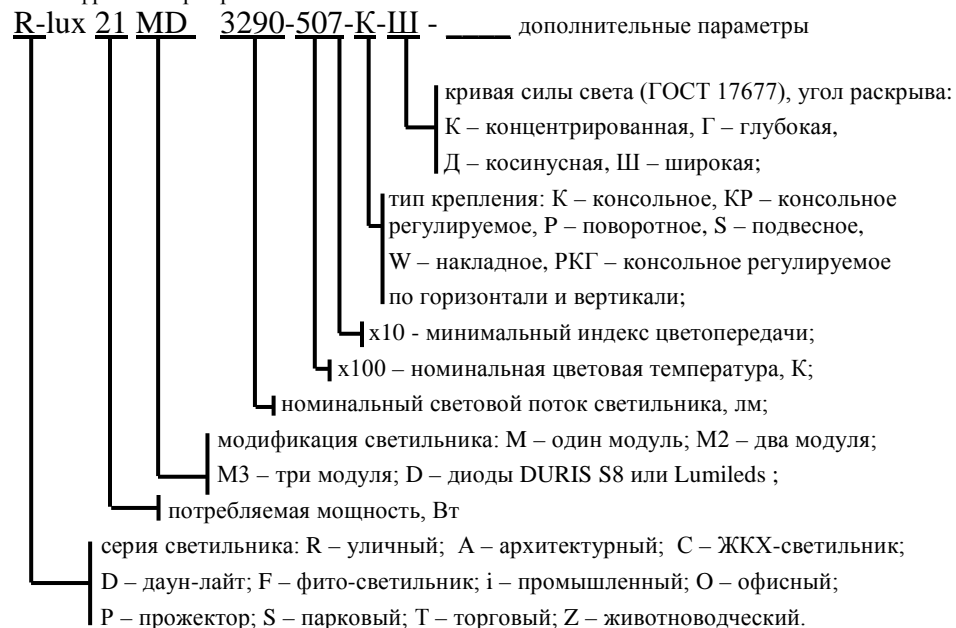 R-lux 21 MD 3290-507-К-Ш - ____ дополнительные параметры
кривая силы света (ГОСТ 17677), угол раскрыва:
К – концентрированная, Г – глубокая,
Д – косинусная, Ш – широкая;
тип крепления: К – консольное, КР – консольное
регулируемое, Р – поворотное, S – подвесное,
W – накладное, РКГ – консольное регулируемое
по горизонтали и вертикали;
х10 - минимальный индекс цветопередачи;
х100 – номинальная цветовая температура, К;
номинальный световой поток светильника, лм;
модификация светильника: М – один модуль; М2 – два модуля;
М3 – три модуля; D – диоды DURIS S8 или Lumileds ;
потребляемая мощность, Вт
серия светильника: R – уличный; А – архитектурный; С – ЖКХ-светильник;
D – даун-лайт; F – фито-светильник; i – промышленный; О – офисный;
Р – прожектор; S – парковый; Т – торговый; Z – животноводческий.